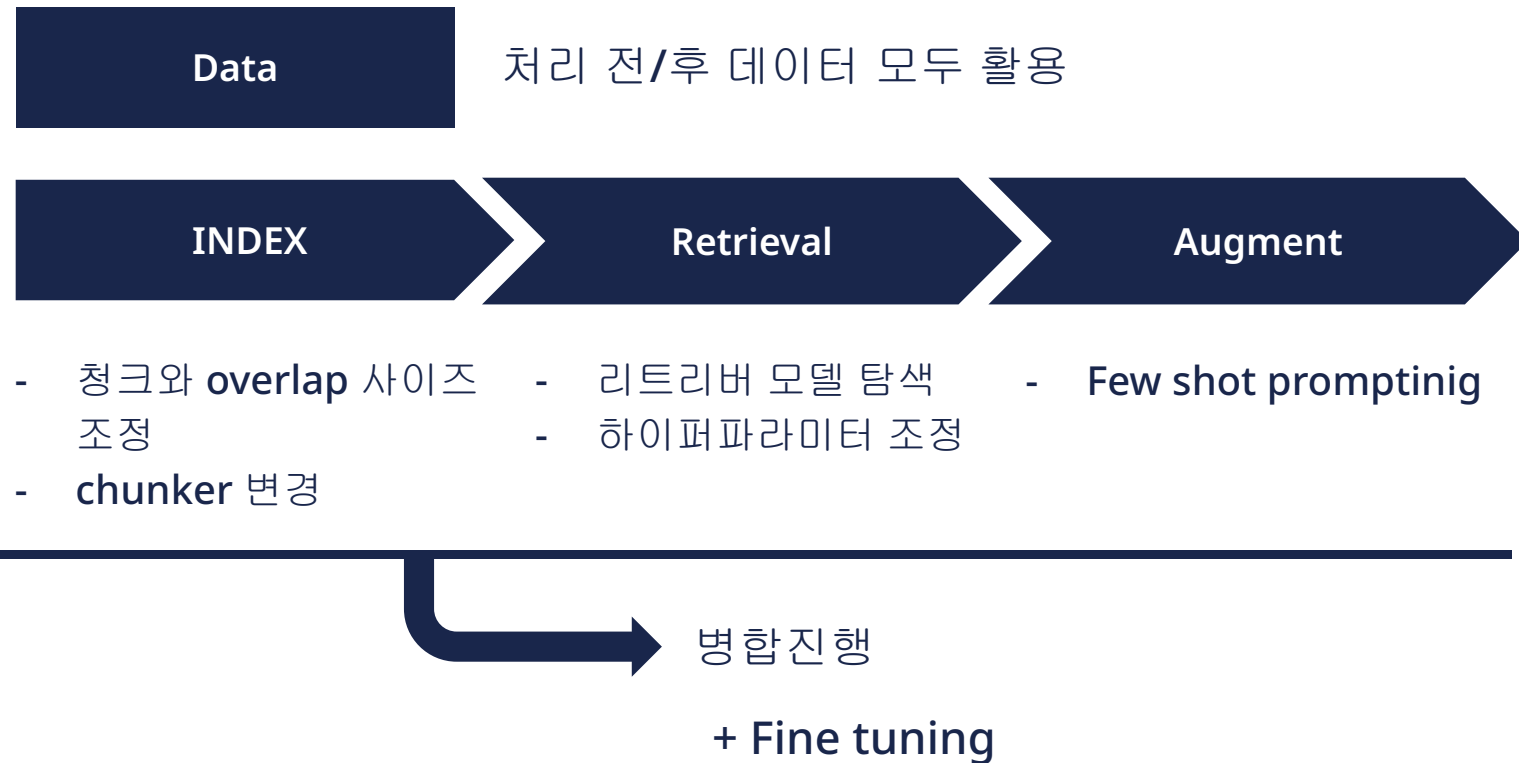 Data
처리 전/후 데이터 모두 활용
INDEX
Retrieval
Augment
- 청크와 overlap 사이즈
조정
- chunker 변경
- 리트리버 모델 탐색
- 하이퍼파라미터 조정
- Few shot promptinig
병합진행
+ Fine tuning